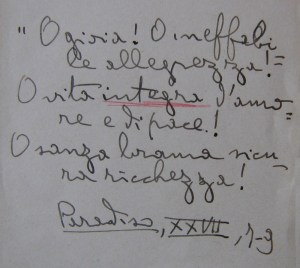 " O gioia! O ineffabi=
le allegrezza!
O vita integra d'amo=
re e di pace!
O sanza brama sicu=
ra ricchezza!
Paradiso, XXVII, 7-9